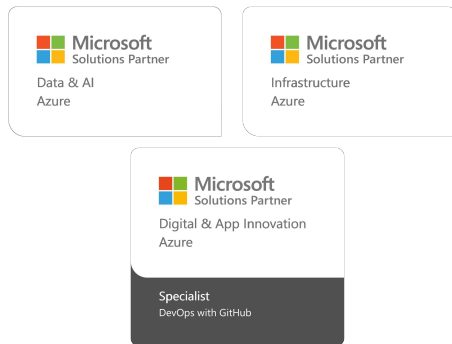 Microsoft
Solutions Partner
Data & AI
Azure
Microsoft
Solutions Partner
Infrastructure
Azure
Microsoft
Solutions Partner
Digital & App Innovation
Azure
Specialist
DevOps with GitHub